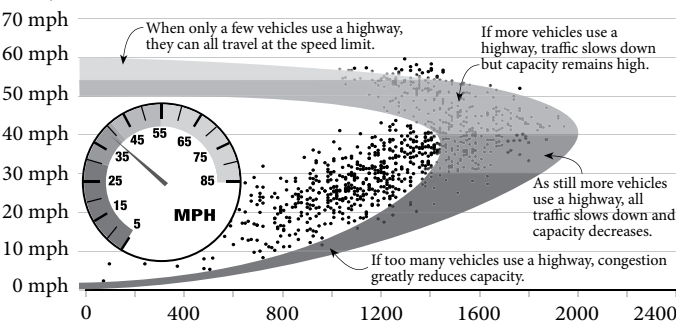 70 mph
When only a few vehicles use a highway,
they can all travel at the speed limit.
If more vehicles use a
highway, traffic slows down
but capacity remains high.
60 mph
50 mph
40 mph
30 mph
20 mph
10 mph
0 mph
5
15
25
35
45
55
65
75
85
MPH
As still more vehicles
use a highway, all
traffic slows down and
capacity decreases.
If too many vehicles use a highway, congestion
greatly reduces capacity.
0 400 800 1200 1600 2000 2400